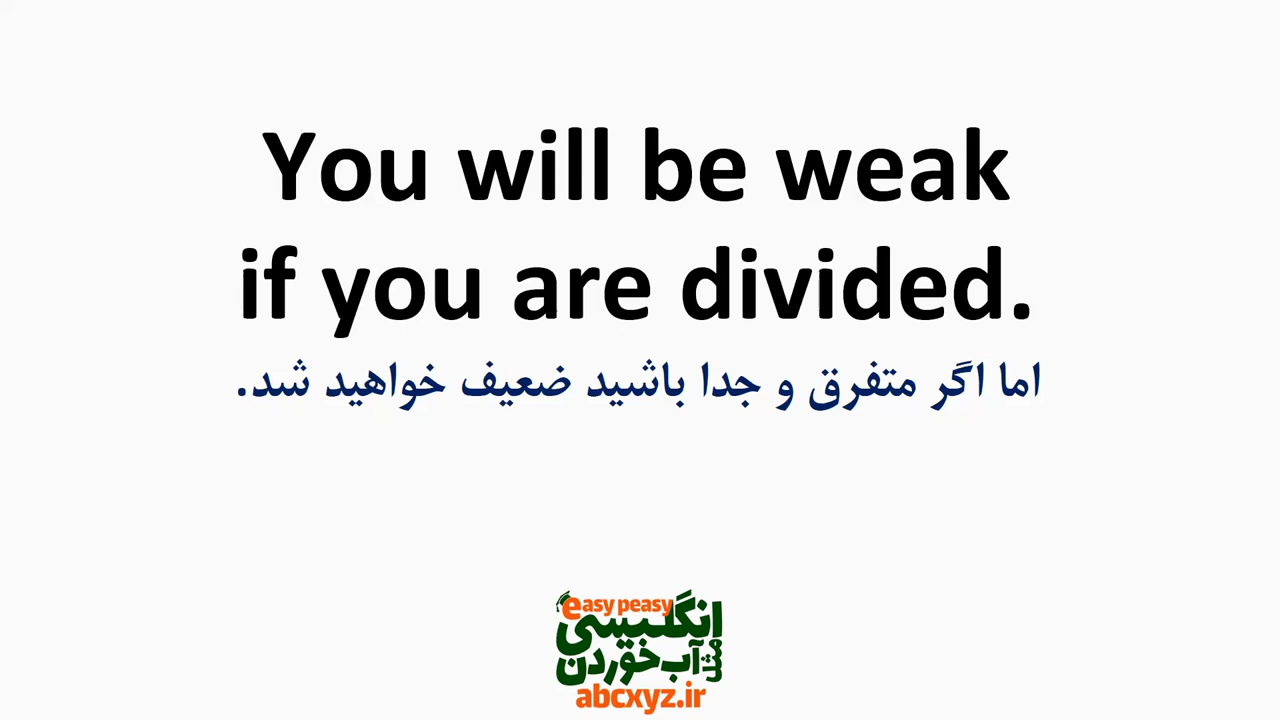 You will be weak
if you are divided.
اما اگر متفرق و جدا باشید ضعیف خواهید شد.
easy peasy
انگلیسی
مثل آب خوردن
abcxyz.ir